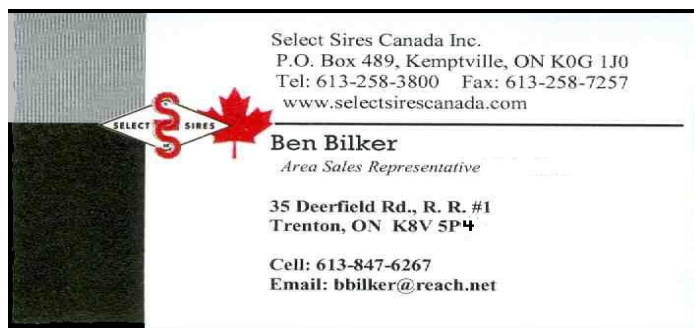 Select Sires Canada Inc.
P.O. Box 489, Kemptville, ON K0G 1J0
Tel: 613-258-3800 Fax: 613-258-7257
www.selectsirescanada.com
SELECT SIRES
Ben Bilker
Area Sales Representative
35 Deerfield Rd., R. R. #1
Trenton, ON K8V 5P4
Cell: 613-847-6267
Email: bbilker@reach.net